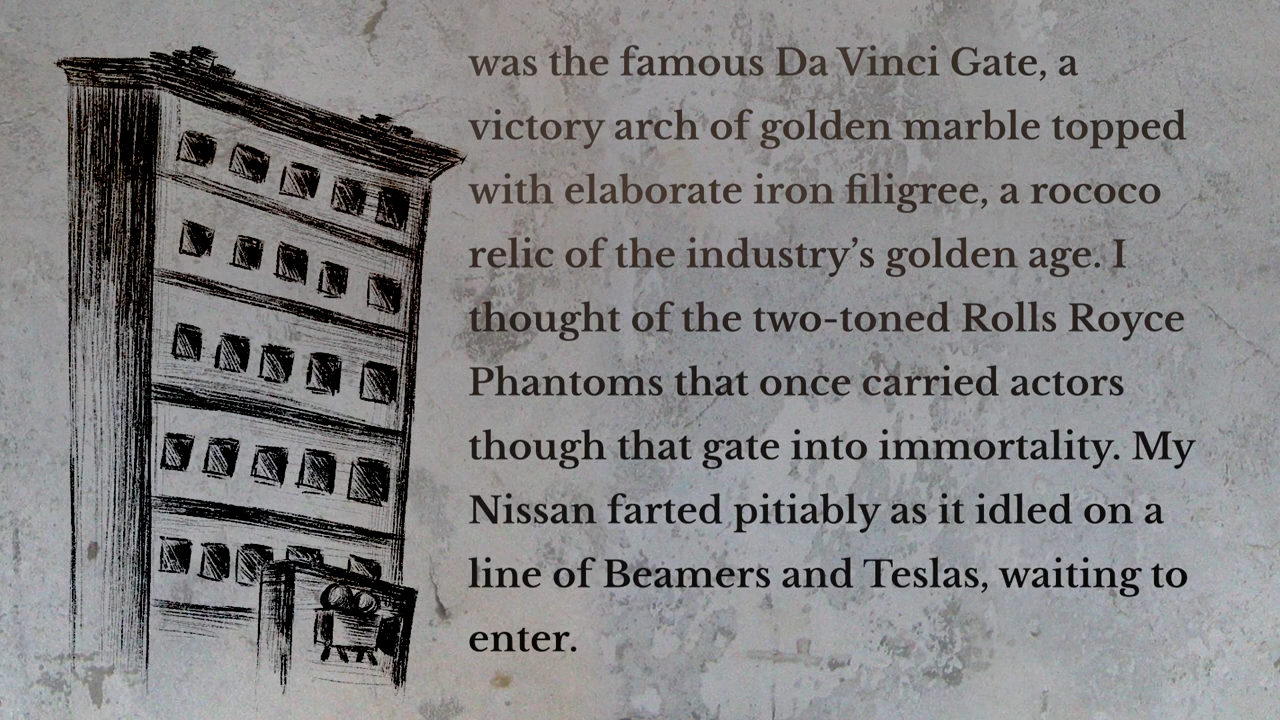 was the famous Da Vinci Gate, a
victory arch of golden marble topped
with elaborate iron filigree, a rococo
relic of the industry’s golden age. I
thought of the two-toned Rolls Royce
Phantoms that once carried actors
though that gate into immortality. My
Nissan farted pitiably as it idled on a
line of Beamers and Teslas, waiting to
enter.